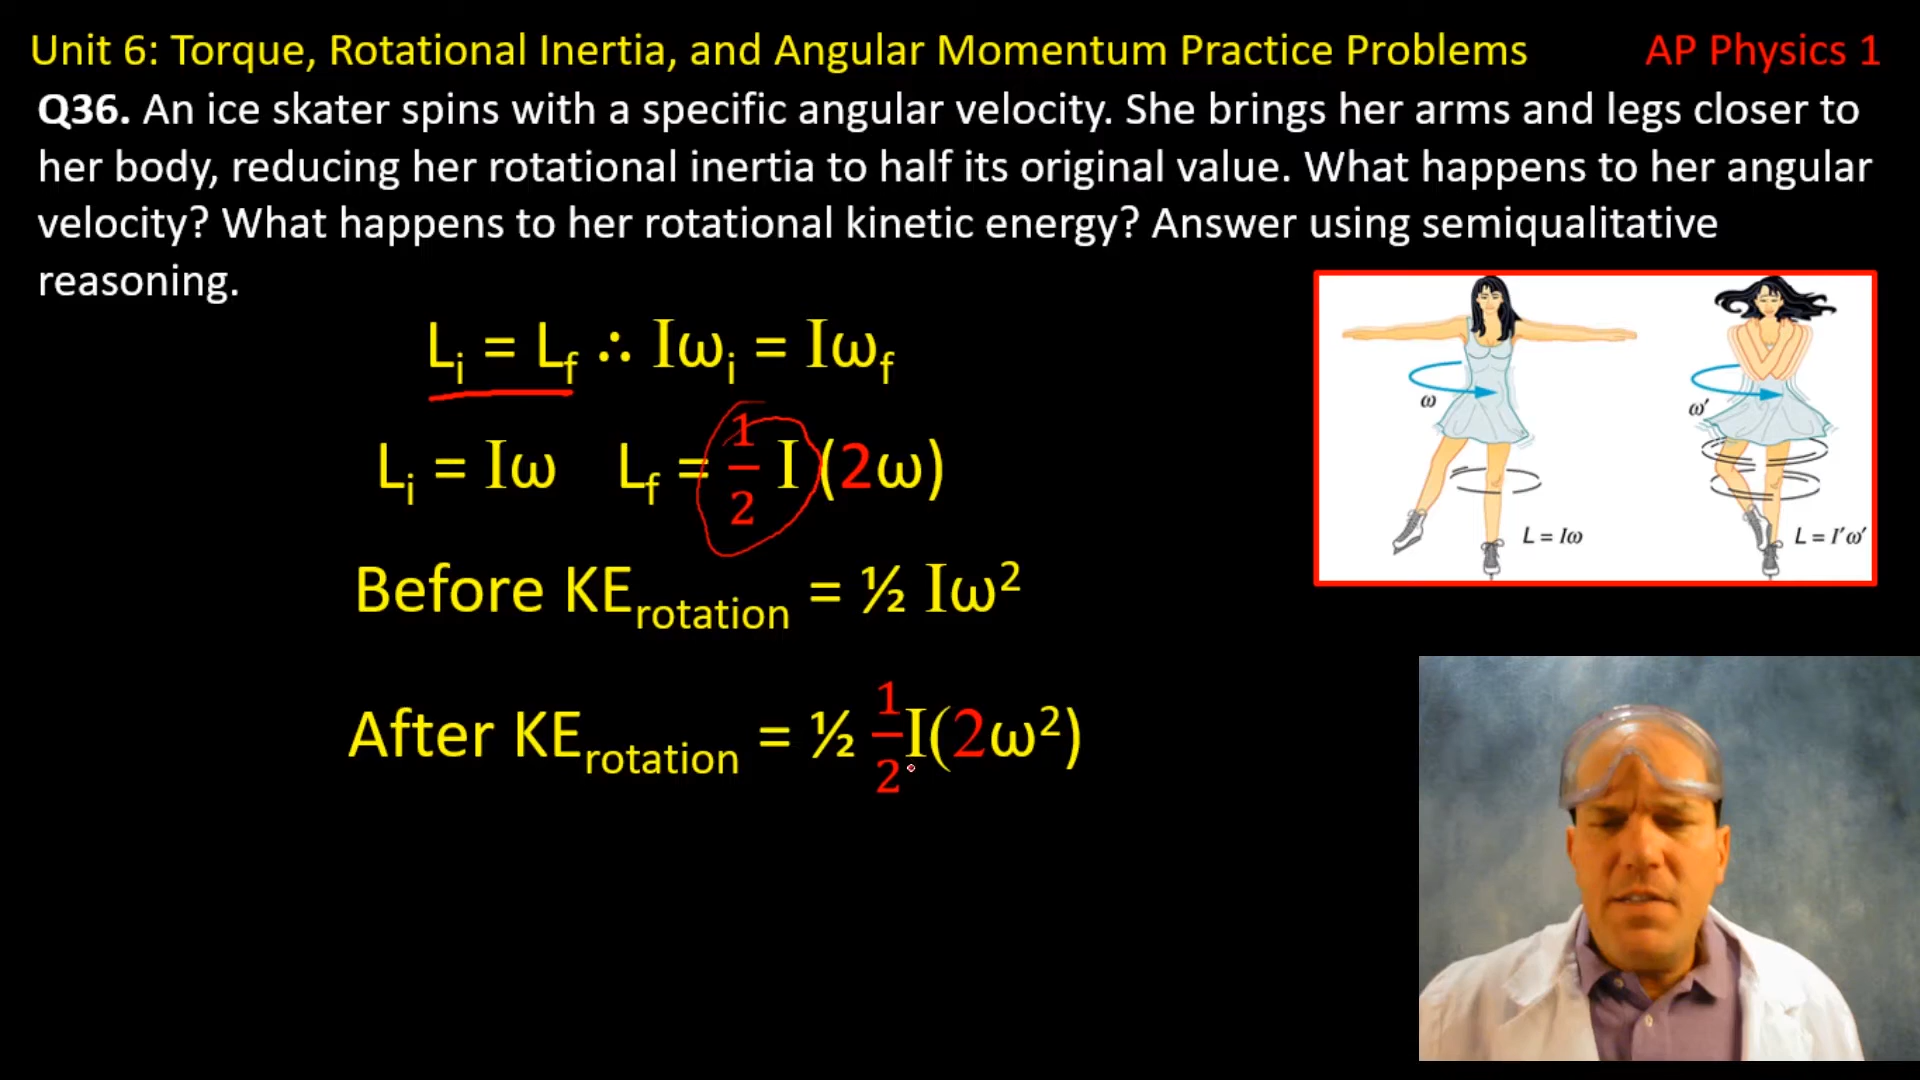 Unit 6: Torque, Rotational Inertia, and Angular Momentum Practice Problems AP Physics 1
Q36. An ice skater spins with a specific angular velocity. She brings her arms and legs closer to
her body, reducing her rotational inertia to half its original value. What happens to her angular
velocity? What happens to her rotational kinetic energy? Answer using semiqualitative
reasoning.
Lᵢ = L_f ∴ Iωᵢ = Iω_f
Lᵢ = Iω L_f = 1/2 I (2ω)
Before KE_rotation = ½ Iω²
After KE_rotation = ½ 1/2 I(2ω²)
ω
ω′
L = Iω
L = I′ω′